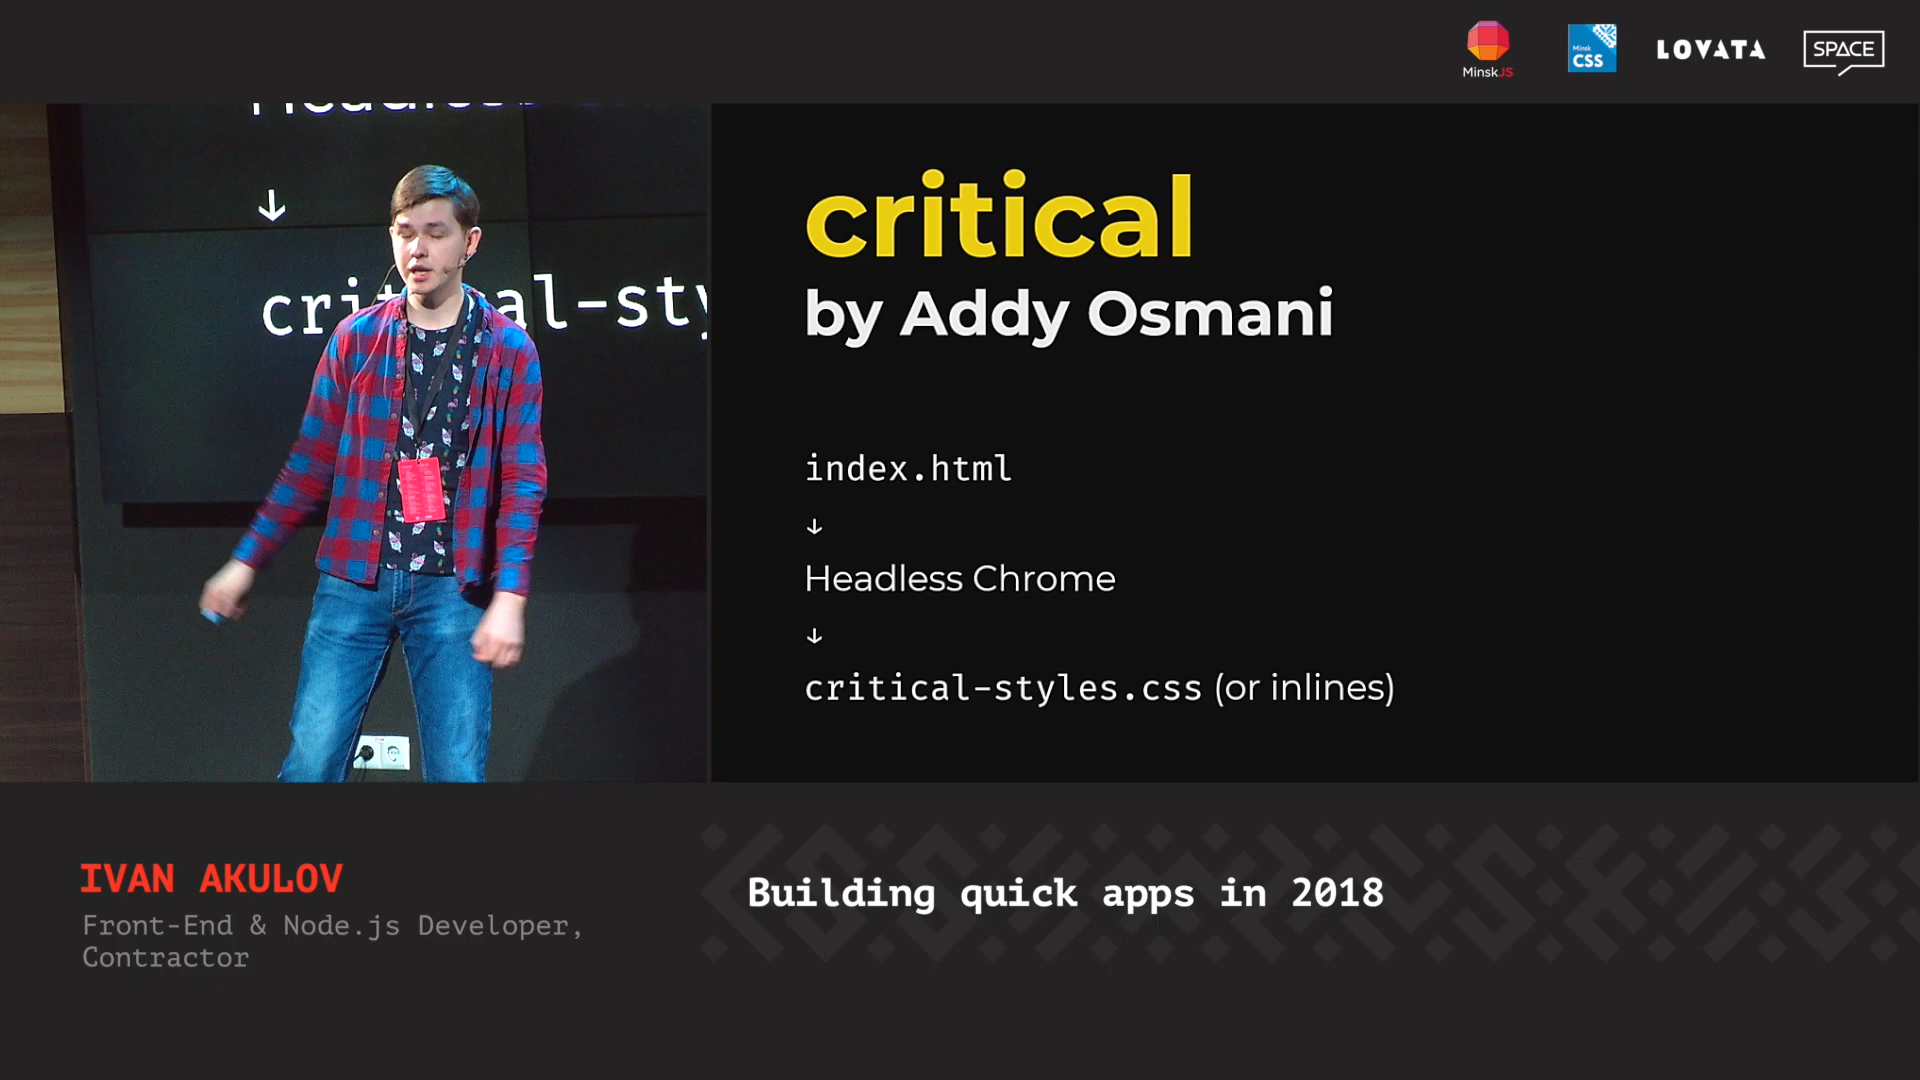 MinskJS
Minsk
CSS
LOVATA
SPACE
↓
critical
by Addy Osmani
index.html
↓
Headless Chrome
↓
critical-styles.css (or inlines)
IVAN AKULOV
Front-End & Node.js Developer,
Contractor
Building quick apps in 2018